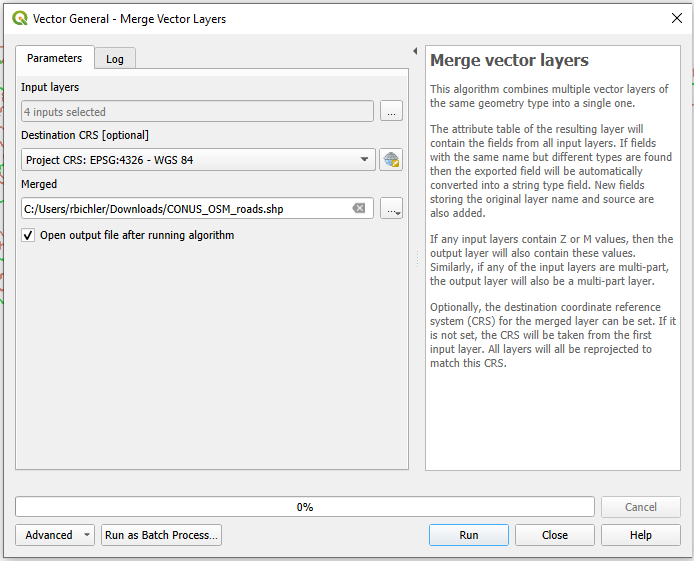 Vector General - Merge Vector Layers
Parameters
Log
Input layers
4 inputs selected
...
Destination CRS [optional]
Project CRS: EPSG:4326 - WGS 84
Merged
C:/Users/rbichler/Downloads/CONUS_OSM_roads.shp
...
Open output file after running algorithm
Merge vector layers
This algorithm combines multiple vector layers of
the same geometry type into a single one.
The attribute table of the resulting layer will
contain the fields from all input layers. If fields
with the same name but different types are found
then the exported field will be automatically
converted into a string type field. New fields
storing the original layer name and source are
also added.
If any input layers contain Z or M values, then the
output layer will also contain these values.
Similarly, if any of the input layers are multi-part,
the output layer will also be a multi-part layer.
Optionally, the destination coordinate reference
system (CRS) for the merged layer can be set. If it
is not set, the CRS will be taken from the first
input layer. All layers will all be reprojected to
match this CRS.
0%
Cancel
Advanced
Run as Batch Process...
Run
Close
Help